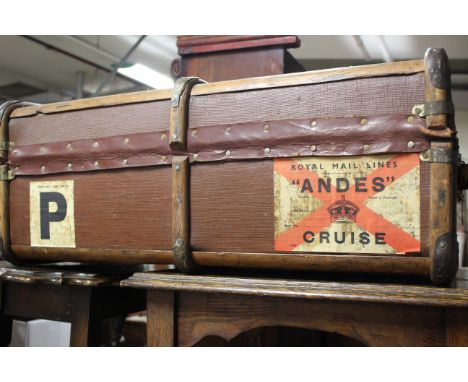 P
ROYAL MAIL LINES
"ANDES"
CRUISE